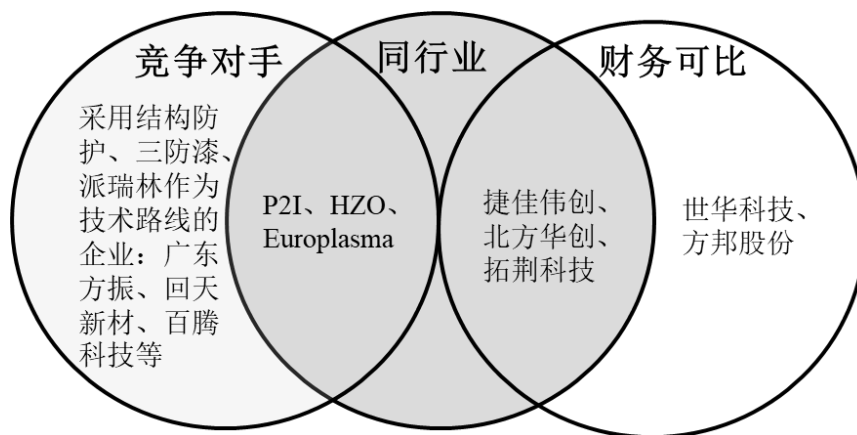 竞争对手
同行业
财务可比
采用结构防
护、三防漆、
派瑞林作为
技术路线的
企业：广东
方振、回天
新材、百腾
科技等
P2I、HZO、
Europlasma
捷佳伟创、
北方华创、
拓荆科技
世华科技、
方邦股份